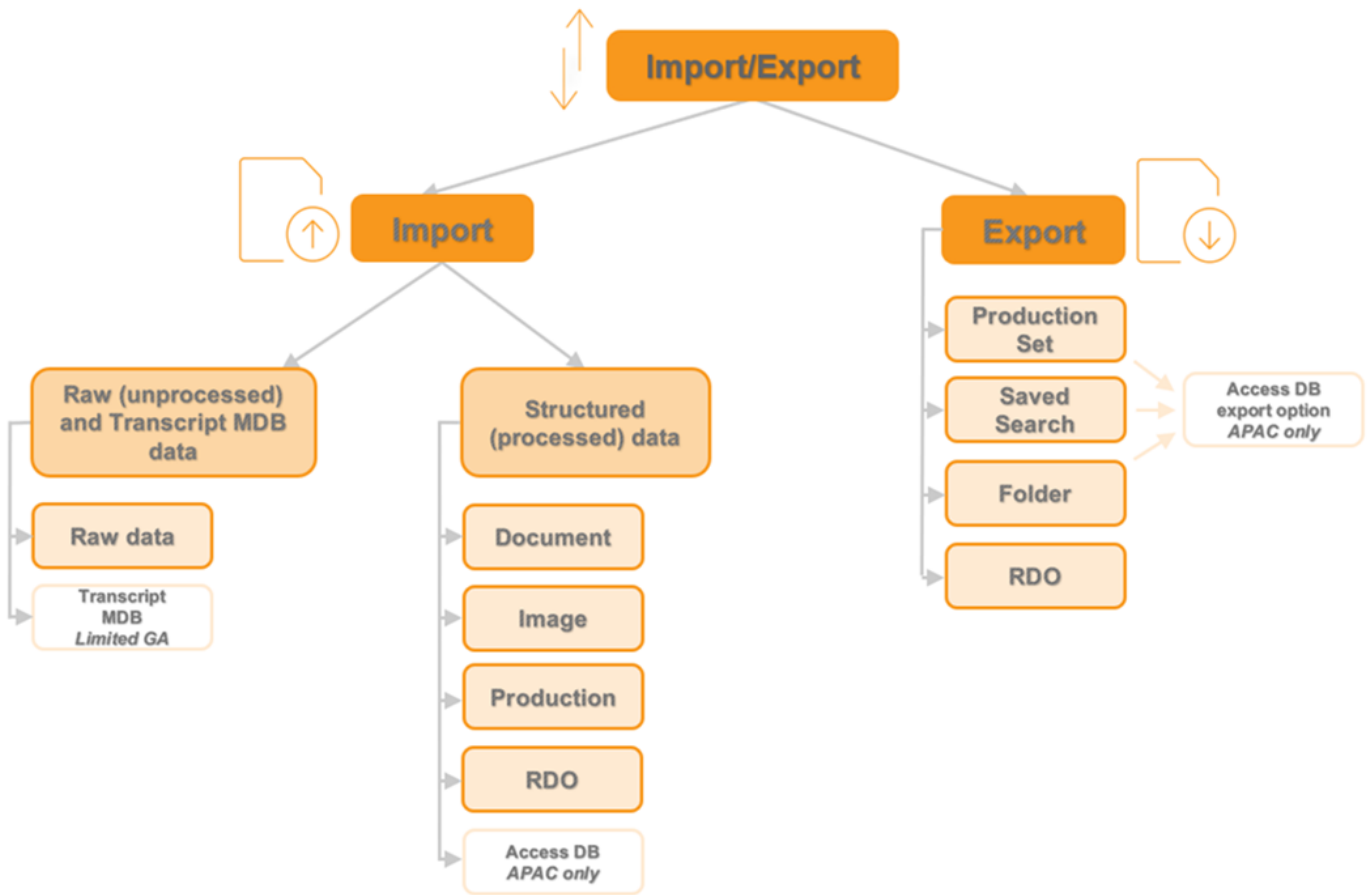 Import/Export
Import
Export
Raw (unprocessed)
and Transcript MDB
data
Raw data
Transcript
MDB
Limited GA
Structured
(processed) data
Document
Image
Production
RDO
Access DB
APAC only
Production
Set
Saved
Search
Folder
RDO
Access DB
export option
APAC only